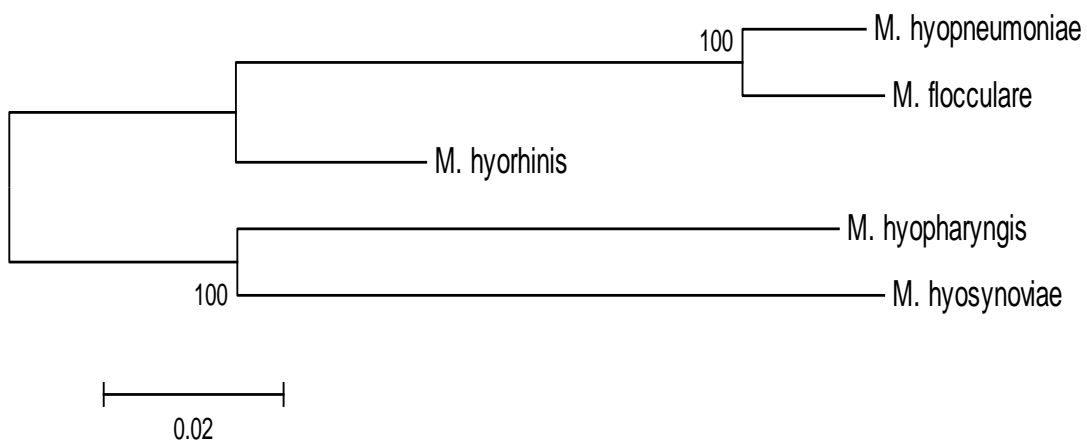 100
M. hyopneumoniae
M. flocculare
M. hyorhinis
M. hyopharyngis
100
M. hyosynoviae
0.02